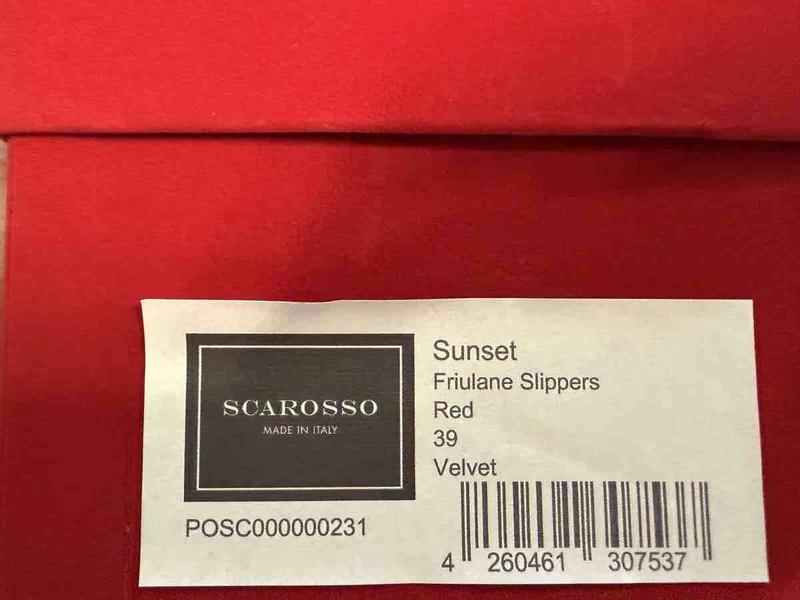 SCAROSSO
MADE IN ITALY
POSC000000231
Sunset
Friulane Slippers
Red
39
Velvet
4 260461 307537